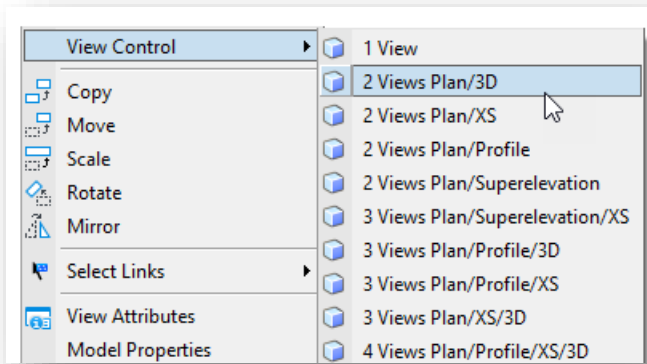 View Control
Copy
Move
Scale
Rotate
Mirror
Select Links
View Attributes
Model Properties
1 View
2 Views Plan/3D
2 Views Plan/XS
2 Views Plan/Profile
2 Views Plan/Superelevation
3 Views Plan/Superelevation/XS
3 Views Plan/Profile/3D
3 Views Plan/Profile/XS
3 Views Plan/XS/3D
4 Views Plan/Profile/XS/3D